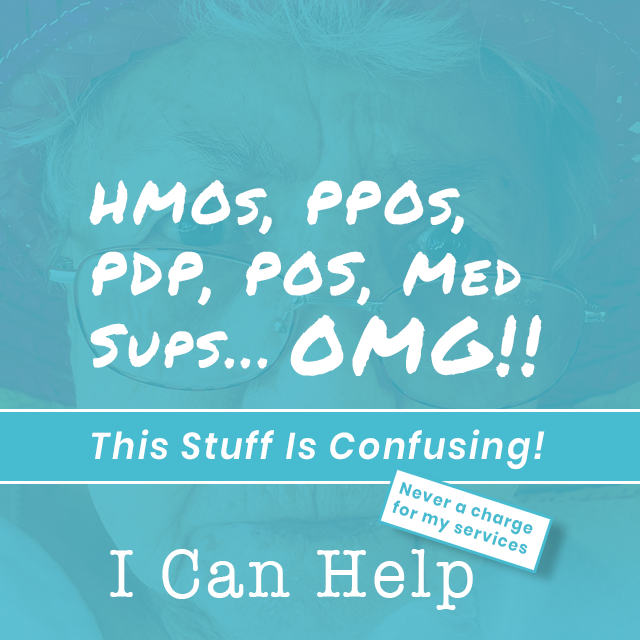 HMOs, PPOs,
PDP, POS, Med
Sups... OMG!!
This Stuff Is Confusing!
Never a charge
for my services
I Can Help